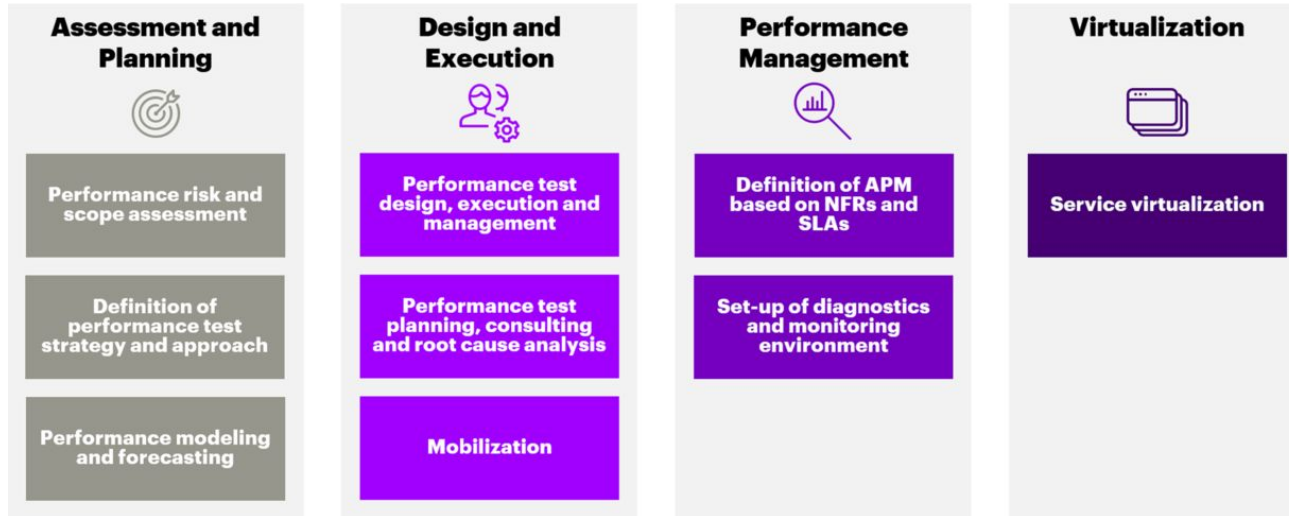 Assessment and
Planning
Performance risk and
scope assessment
Definition of
performance test
strategy and approach
Performance modeling
and forecasting
Design and
Execution
Performance test
design, execution and
management
Performance test
planning, consulting
and root cause analysis
Mobilization
Performance
Management
Definition of APM
based on NFRs and
SLAs
Set-up of diagnostics
and monitoring
environment
Virtualization
Service virtualization